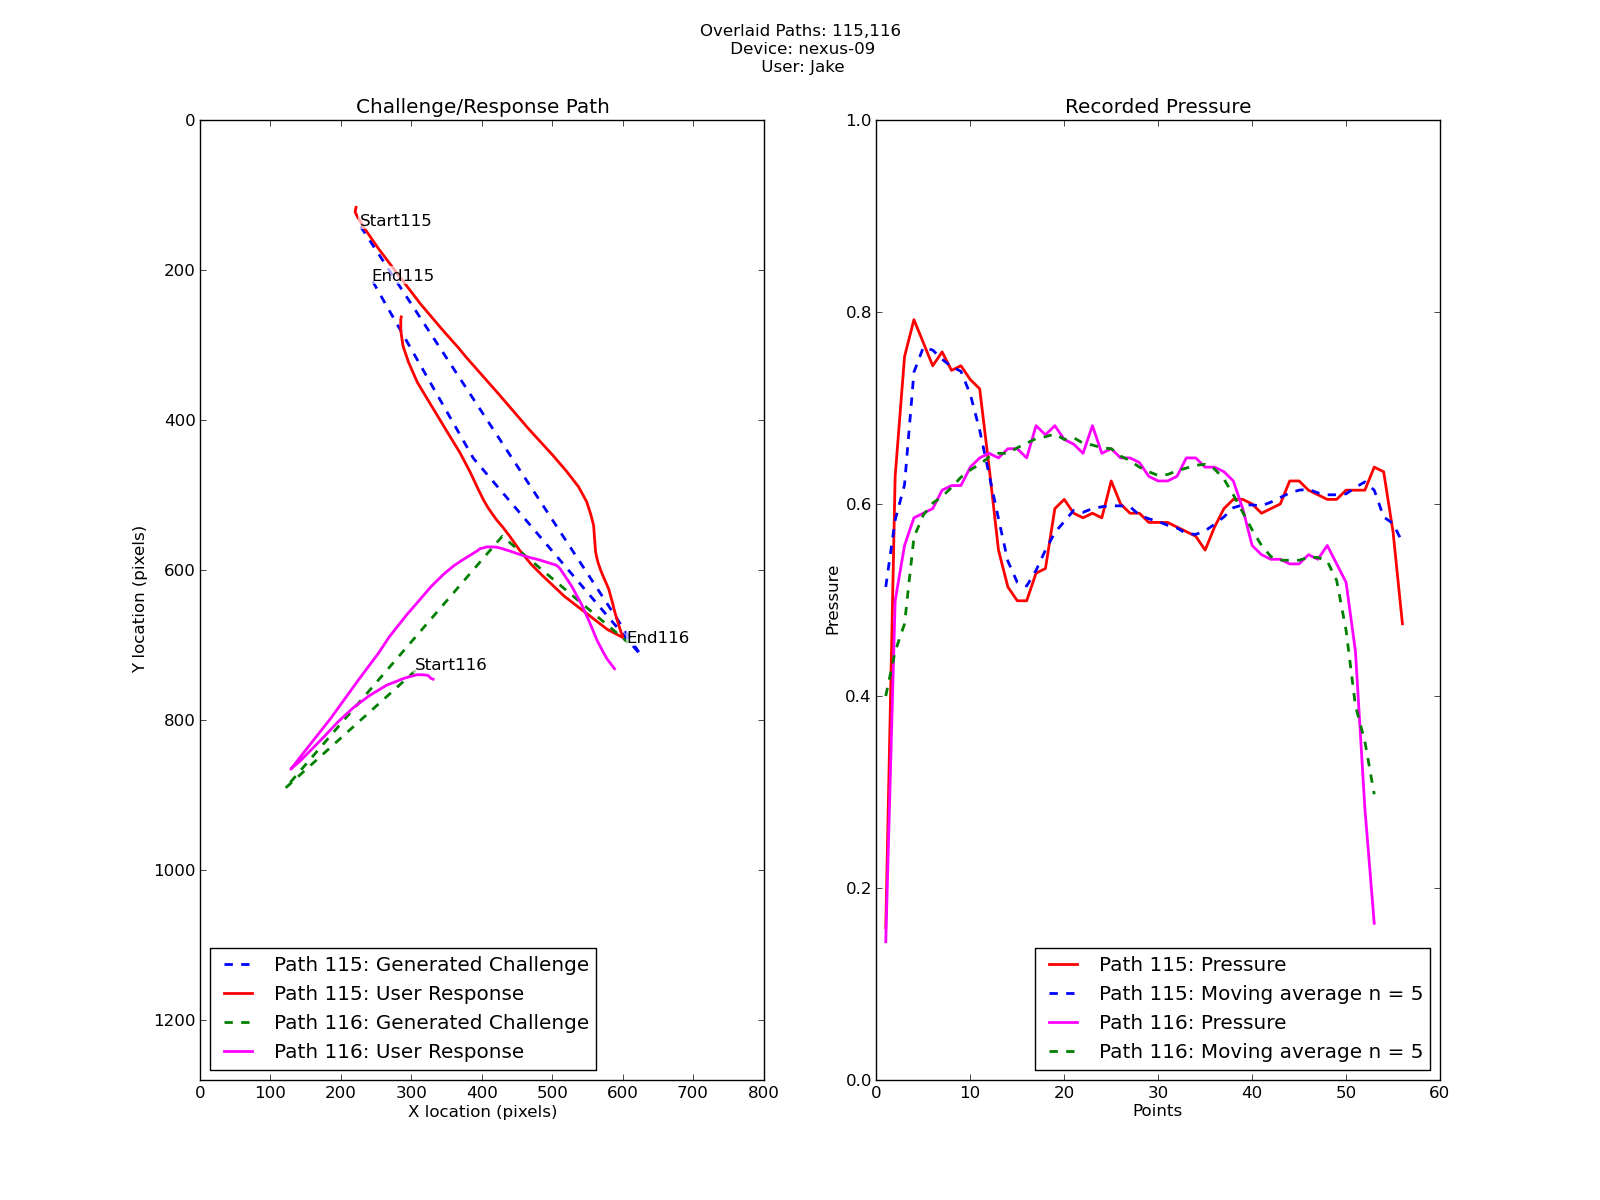 Overlaid Paths: 115,116
Device: nexus-09
User: Jake
Challenge/Response Path
0
200
400
600
800
1000
1200
Y location (pixels)
Start115
End115
End116
Start116
Path 115: Generated Challenge
Path 115: User Response
Path 116: Generated Challenge
Path 116: User Response
0 100 200 300 400 500 600 700 800
X location (pixels)
Recorded Pressure
1.0
0.8
0.6
0.4
0.2
0.0
Pressure
Path 115: Pressure
Path 115: Moving average n = 5
Path 116: Pressure
Path 116: Moving average n = 5
0 10 20 30 40 50 60
Points